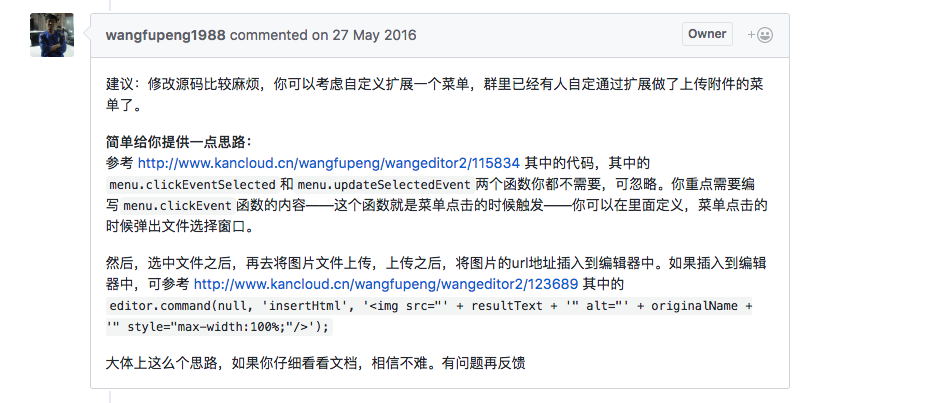 wangfupeng1988 commented on 27 May 2016
Owner
+
建议：修改源码比较麻烦，你可以考虑自定义扩展一个菜单，群里已经有人自定通过扩展做了上传附件的菜
单了。
简单给你提供一点思路：
参考 http://www.kancloud.cn/wangfupeng/wangeditor2/115834 其中的代码，其中的
menu.clickEventSelected 和 menu.updateSelectedEvent 两个函数你都不需要，可忽略。你重点需要编
写 menu.clickEvent 函数的内容——这个函数就是菜单点击的时候触发——你可以在里面定义，菜单点击的
时候弹出文件选择窗口。
然后，选中文件之后，再去将图片文件上传，上传之后，将图片的url地址插入到编辑器中。如果插入到编辑
器中，可参考 http://www.kancloud.cn/wangfupeng/wangeditor2/123689 其中的
editor.command(null, 'insertHtml', '<img src="' + resultText + '" alt="' + originalName +
'" style="max-width:100%;"/>');
大体上这么个思路，如果你仔细看看文档，相信不难。有问题再反馈